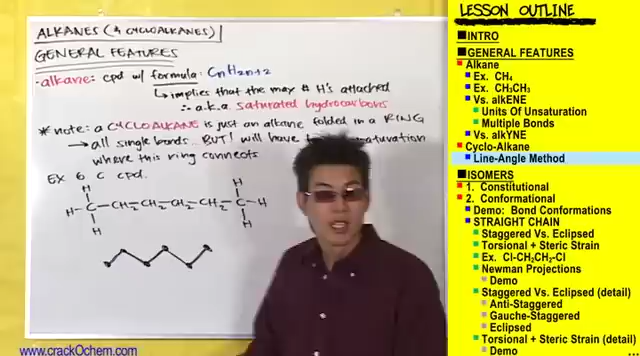 ALKANES (& CYCLOALKANES)
GENERAL FEATURES
-alkane: cpd w/ formula: CnH2n+2
↳ implies that the max # H's attached
∴ a.k.a saturated hydrocarbons
* note: a CYCLOALKANE is just an alkane folded in a RING
→ all single bonds... BUT! will have
where this ring connects
EX 6 C cpd.
H H
H-C-CH2-CH2-CH2-CH2-C-H
H H
www.crackOchem.com
LESSON OUTLINE
INTRO
GENERAL FEATURES
Alkane
Ex. CH4
Ex. CH3CH3
Vs. alkENE
Units Of Unsaturation
Multiple Bonds
Vs. alkYNE
Cyclo-Alkane
Line-Angle Method
ISOMERS
1. Constitutional
2. Conformational
Demo: Bond Conformations
STRAIGHT CHAIN
Staggered Vs. Eclipsed
Torsional + Steric Strain
Ex. Cl-CH2CH2-Cl
Newman Projections
Demo
Staggered Vs. Eclipsed (detail)
Anti-Staggered
Gauche-Staggered
Eclipsed
Torsional + Steric Strain (detail)
Demo